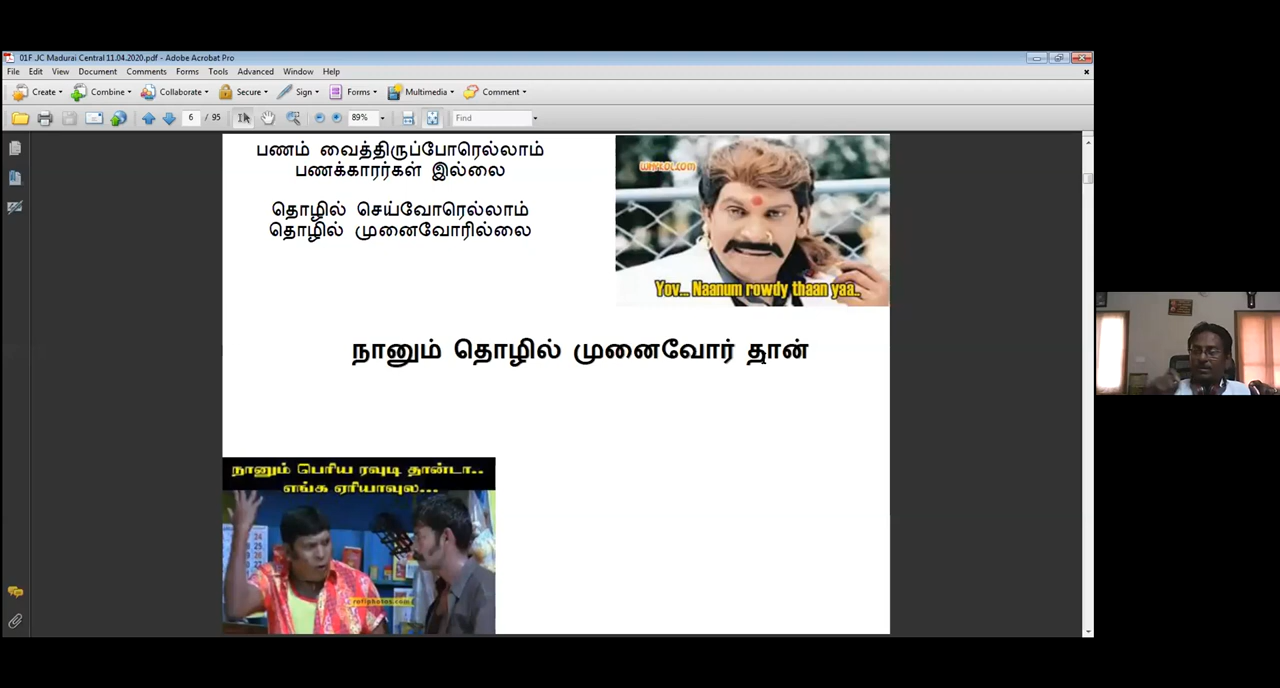 01F .JC Madurai Central 11.04.2020.pdf - Adobe Acrobat Pro
File Edit View Document Comments Forms Tools Advanced Window Help
Create Combine Collaborate Secure Sign Forms Multimedia Comment
6 / 95 89% Find
பணம் வைத்திருப்போரெல்லாம்
பணக்காரர்கள் இல்லை
தொழில் செய்வோரெல்லாம்
தொழில் முனைவோரில்லை
Yov... Naanum rowdy thaan yaa..
நானும் தொழில் முனைவோர் தான்
நானும் பெரிய ரவுடி தான்டா..
எங்க ஏரியாவுல...